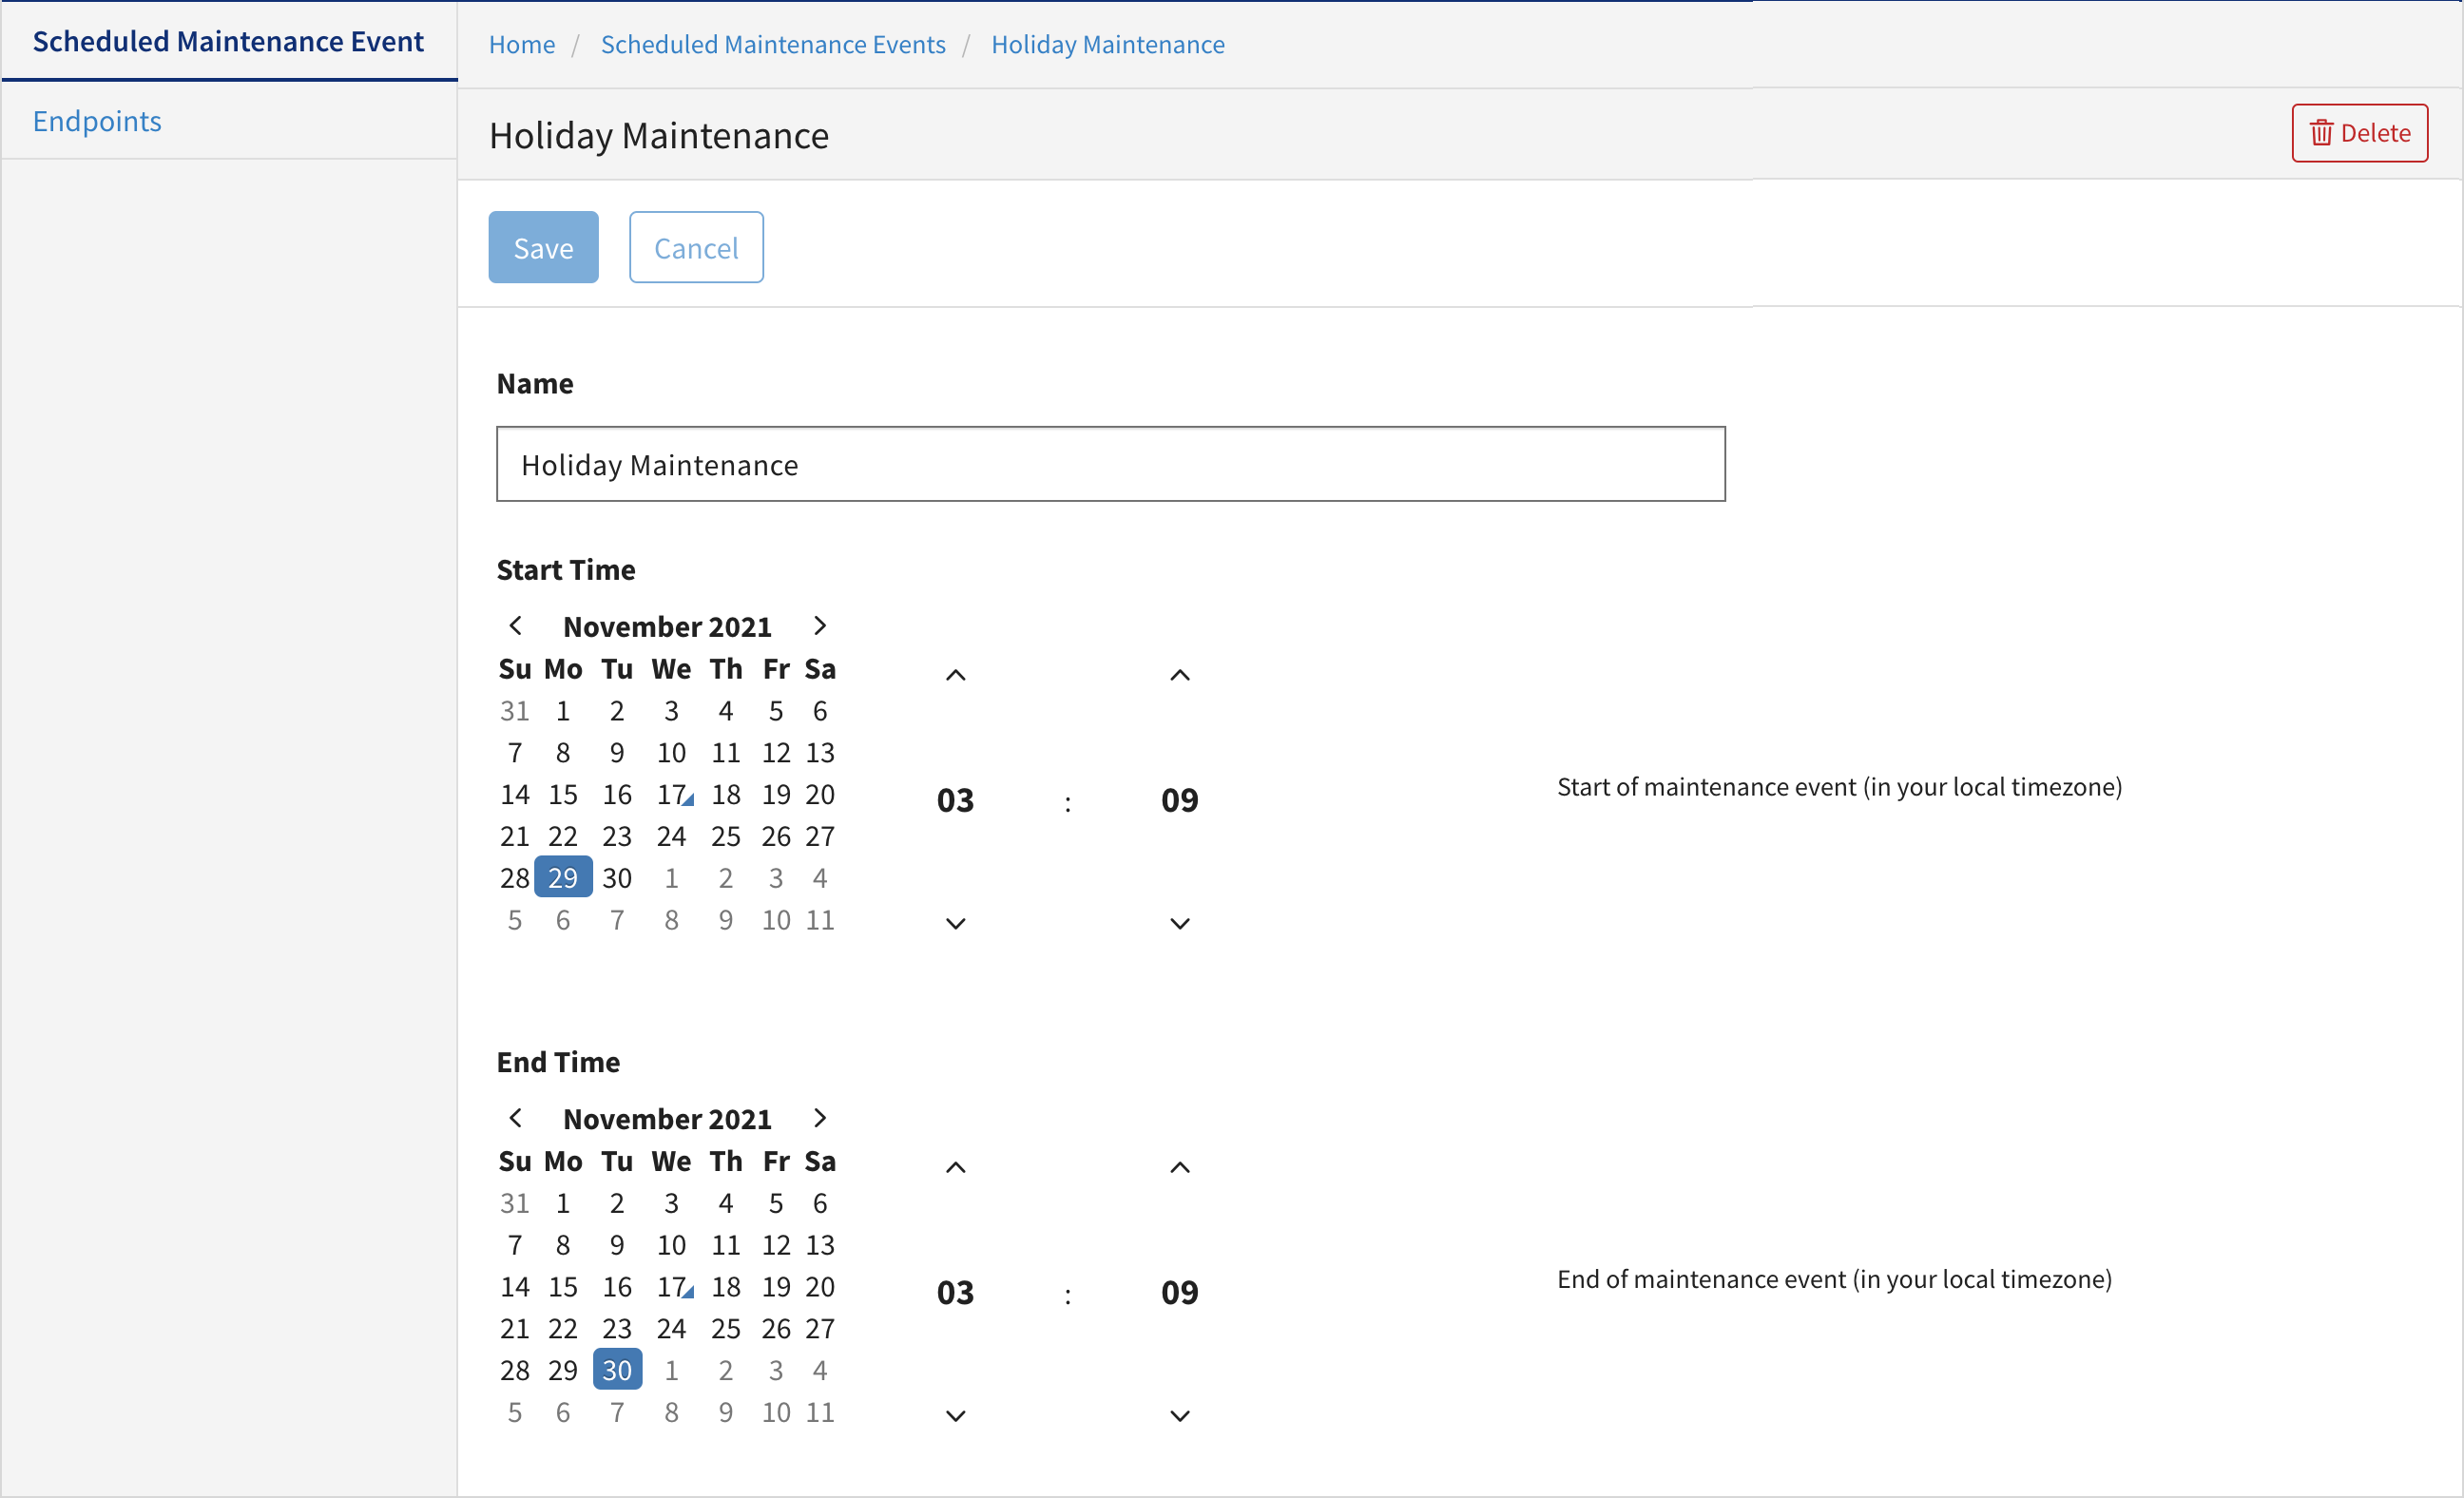 Scheduled Maintenance Event
Endpoints
Home / Scheduled Maintenance Events / Holiday Maintenance
Holiday Maintenance
Delete
Save Cancel
Name
Holiday Maintenance
Start Time
November 2021
Su Mo Tu We Th Fr Sa
31 1 2 3 4 5 6
7 8 9 10 11 12 13
14 15 16 17 18 19 20
21 22 23 24 25 26 27
28 29 30 1 2 3 4
5 6 7 8 9 10 11
03 : 09
Start of maintenance event (in your local timezone)
End Time
November 2021
Su Mo Tu We Th Fr Sa
31 1 2 3 4 5 6
7 8 9 10 11 12 13
14 15 16 17 18 19 20
21 22 23 24 25 26 27
28 29 30 1 2 3 4
5 6 7 8 9 10 11
03 : 09
End of maintenance event (in your local timezone)